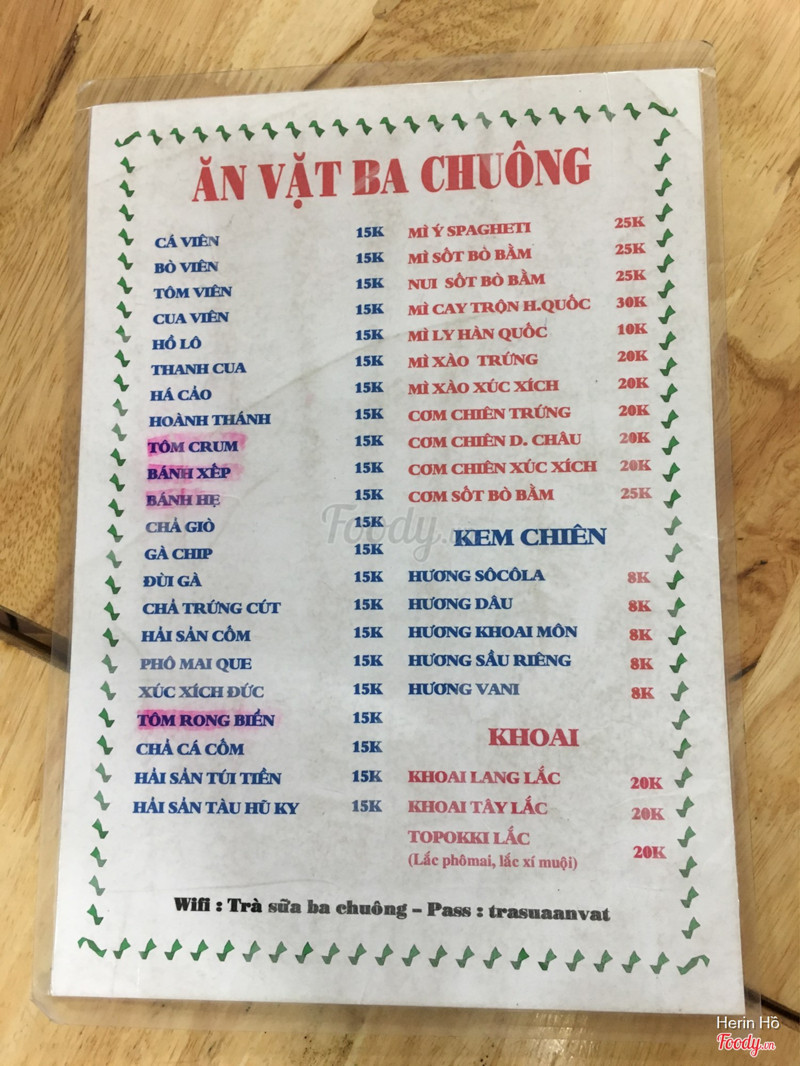 ĂN VẶT BA CHUÔNG
CÁ VIÊN 15K
BÒ VIÊN 15K
TÔM VIÊN 15K
CUA VIÊN 15K
HỒ LÔ 15K
THANH CUA 15K
HÁ CẢO 15K
HOÀNH THÁNH 15K
TÔM CRUM 15K
BÁNH XẾP 15K
BÁNH HẸ 15K
CHẢ GIÒ 15K
GÀ CHIP 15K
ĐÙI GÀ 15K
CHẢ TRỨNG CÚT 15K
HẢI SẢN CỐM 15K
PHÔ MAI QUE 15K
XÚC XÍCH ĐỨC 15K
TÔM RONG BIỂN 15K
CHẢ CÁ CỐM 15K
HẢI SẢN TÚI TIỀN 15K
HẢI SẢN TÀU HŨ KY 15K
MÌ Ý SPAGHETI 25K
MÌ SỐT BÒ BẰM 25K
NUI SỐT BÒ BẰM 25K
MÌ CAY TRỘN H.QUỐC 30K
MÌ LY HÀN QUỐC 10K
MÌ XÀO TRỨNG 20K
MÌ XÀO XÚC XÍCH 20K
CƠM CHIÊN TRỨNG 20K
CƠM CHIÊN D. CHÂU 20K
CƠM CHIÊN XÚC XÍCH 20K
CƠM SỐT BÒ BẰM 25K
KEM CHIÊN
HƯƠNG SÔCÔLA 8K
HƯƠNG DÂU 8K
HƯƠNG KHOAI MÔN 8K
HƯƠNG SẦU RIÊNG 8K
HƯƠNG VANI 8K
KHOAI
KHOAI LANG LẮC 20K
KHOAI TÂY LẮC 20K
TOPOKKI LẮC 20K
(Lắc phômai, lắc xí muội)
Wifi : Trà sữa ba chuông – Pass : trasuaanvat
Foody.vn
Herin Hồ
Foody.vn